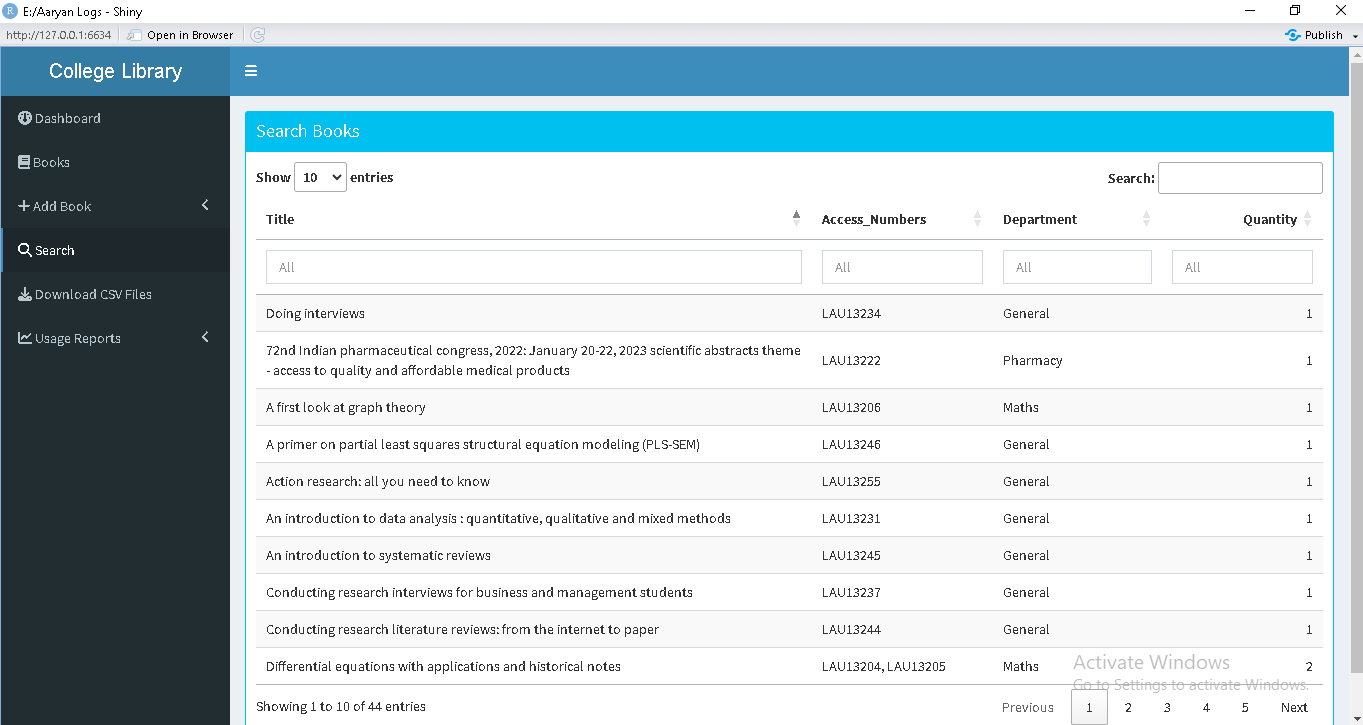 E:/Aaryan Logs - Shiny
http://127.0.0.1:6634 Open in Browser Publish
College Library
Dashboard
Books
Add Book
Search
Download CSV Files
Usage Reports
Search Books
Show 10 entries Search:
Title Access_Numbers Department Quantity
All All All All
Doing interviews LAU13234 General 1
72nd Indian pharmaceutical congress, 2022: January 20-22, 2023 scientific abstracts theme
- access to quality and affordable medical products LAU13222 Pharmacy 1
A first look at graph theory LAU13206 Maths 1
A primer on partial least squares structural equation modeling (PLS-SEM) LAU13246 General 1
Action research: all you need to know LAU13255 General 1
An introduction to data analysis : quantitative, qualitative and mixed methods LAU13231 General 1
An introduction to systematic reviews LAU13245 General 1
Conducting research interviews for business and management students LAU13237 General 1
Conducting research literature reviews: from the internet to paper LAU13244 General 1
Differential equations with applications and historical notes LAU13204, LAU13205 Maths 2
Activate Windows
Go to Settings to activate Windows.
Showing 1 to 10 of 44 entries Previous 1 2 3 4 5 Next